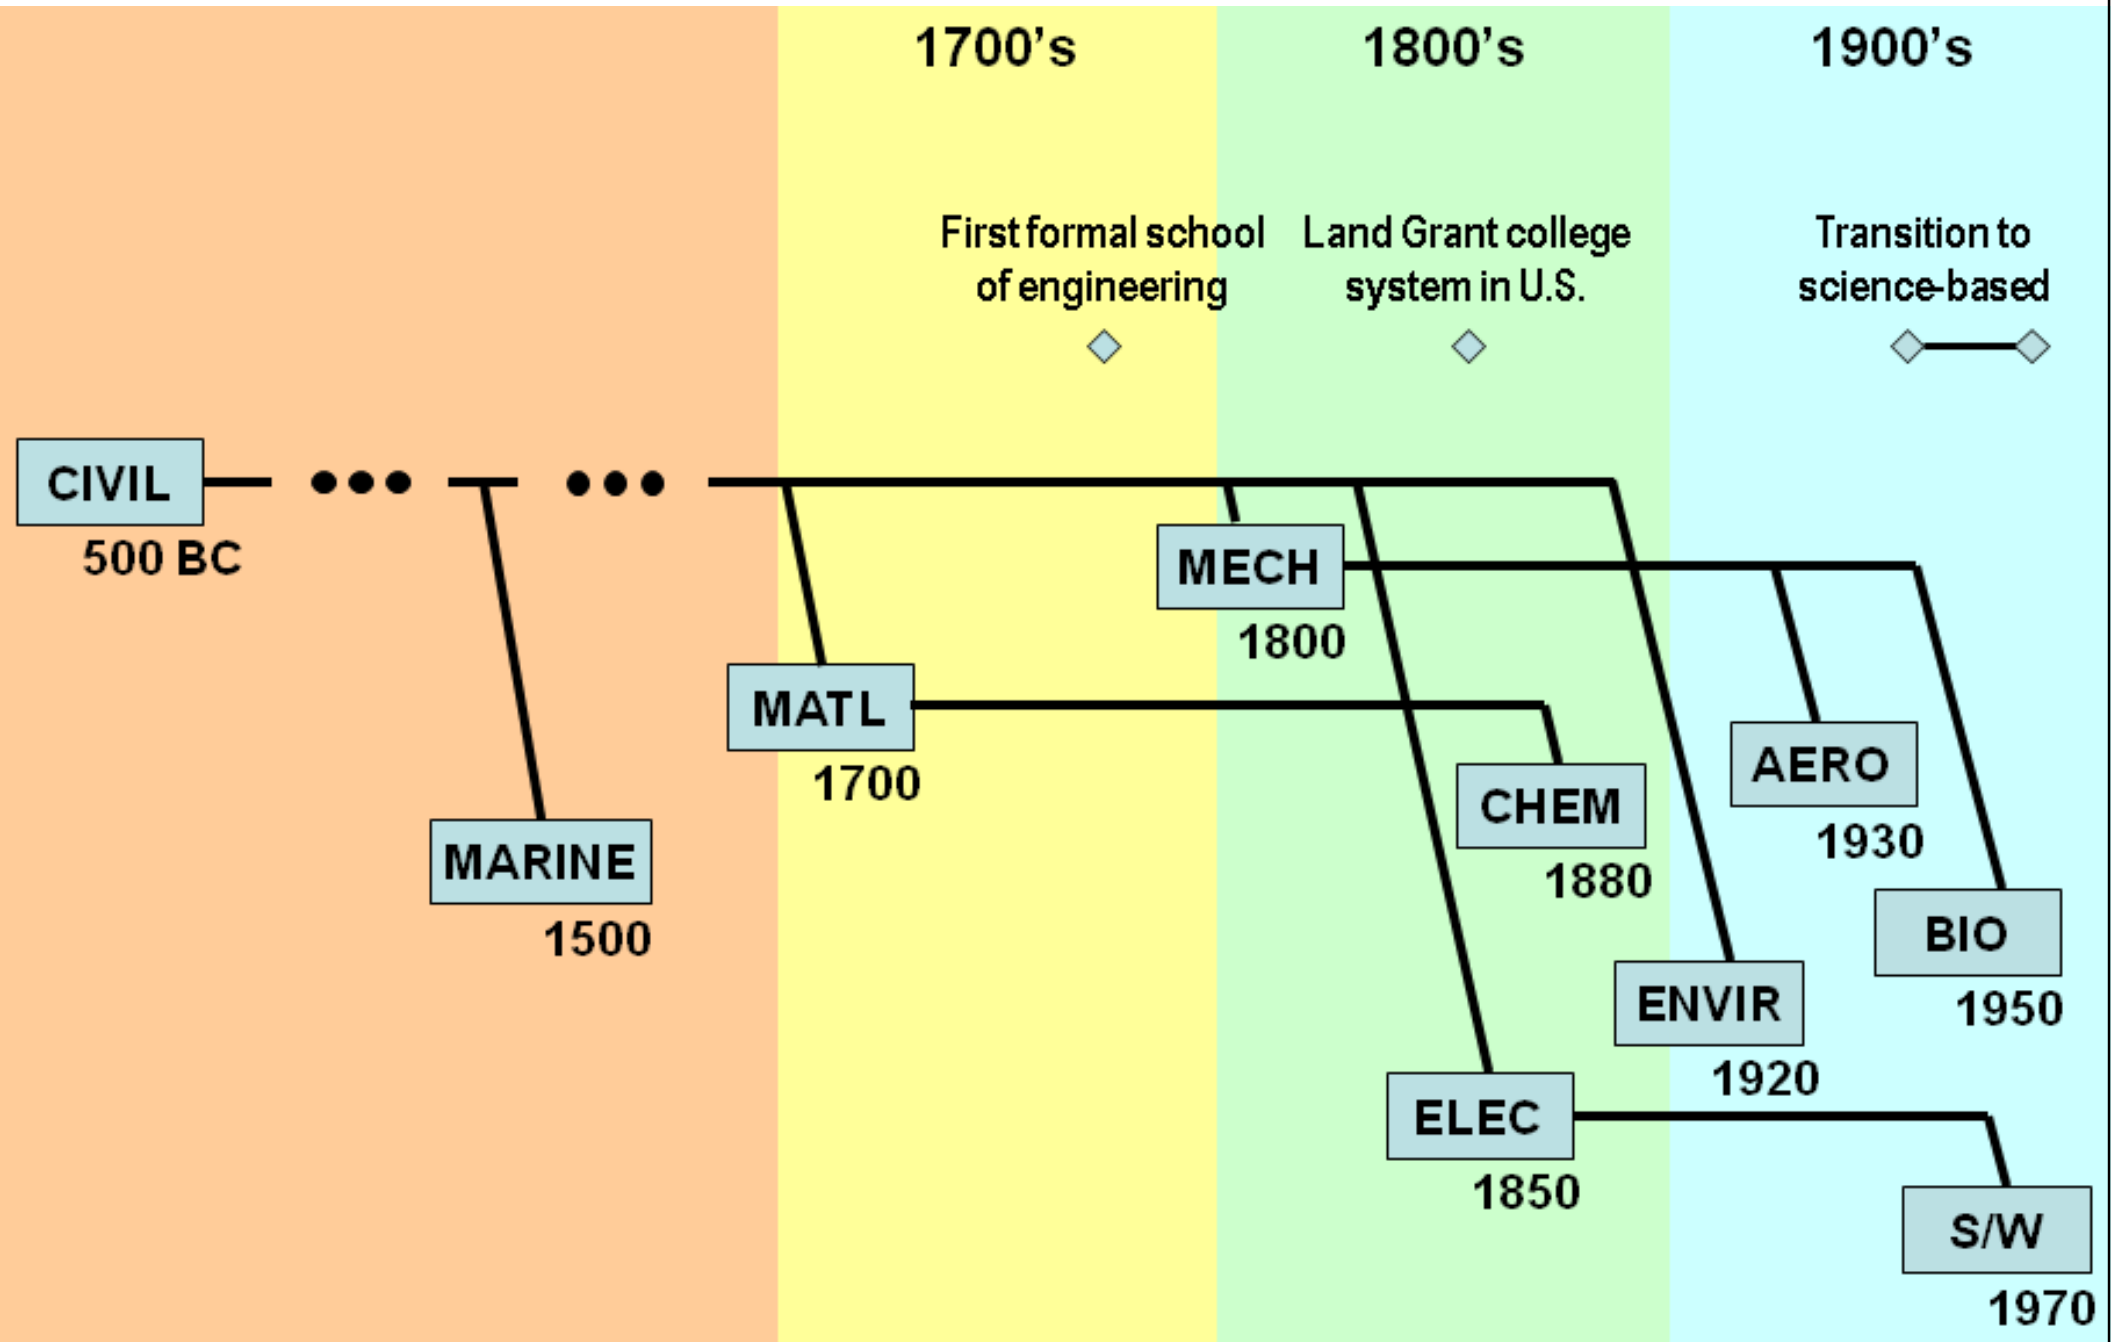 1700's
1800's
1900's
First formal school
of engineering
Land Grant college
system in U.S.
Transition to
science-based
CIVIL
500 BC
MECH
1800
MATL
1700
AERO
1930
CHEM
1880
MARINE
1500
BIO
1950
ENVIR
1920
ELEC
1850
S/W
1970